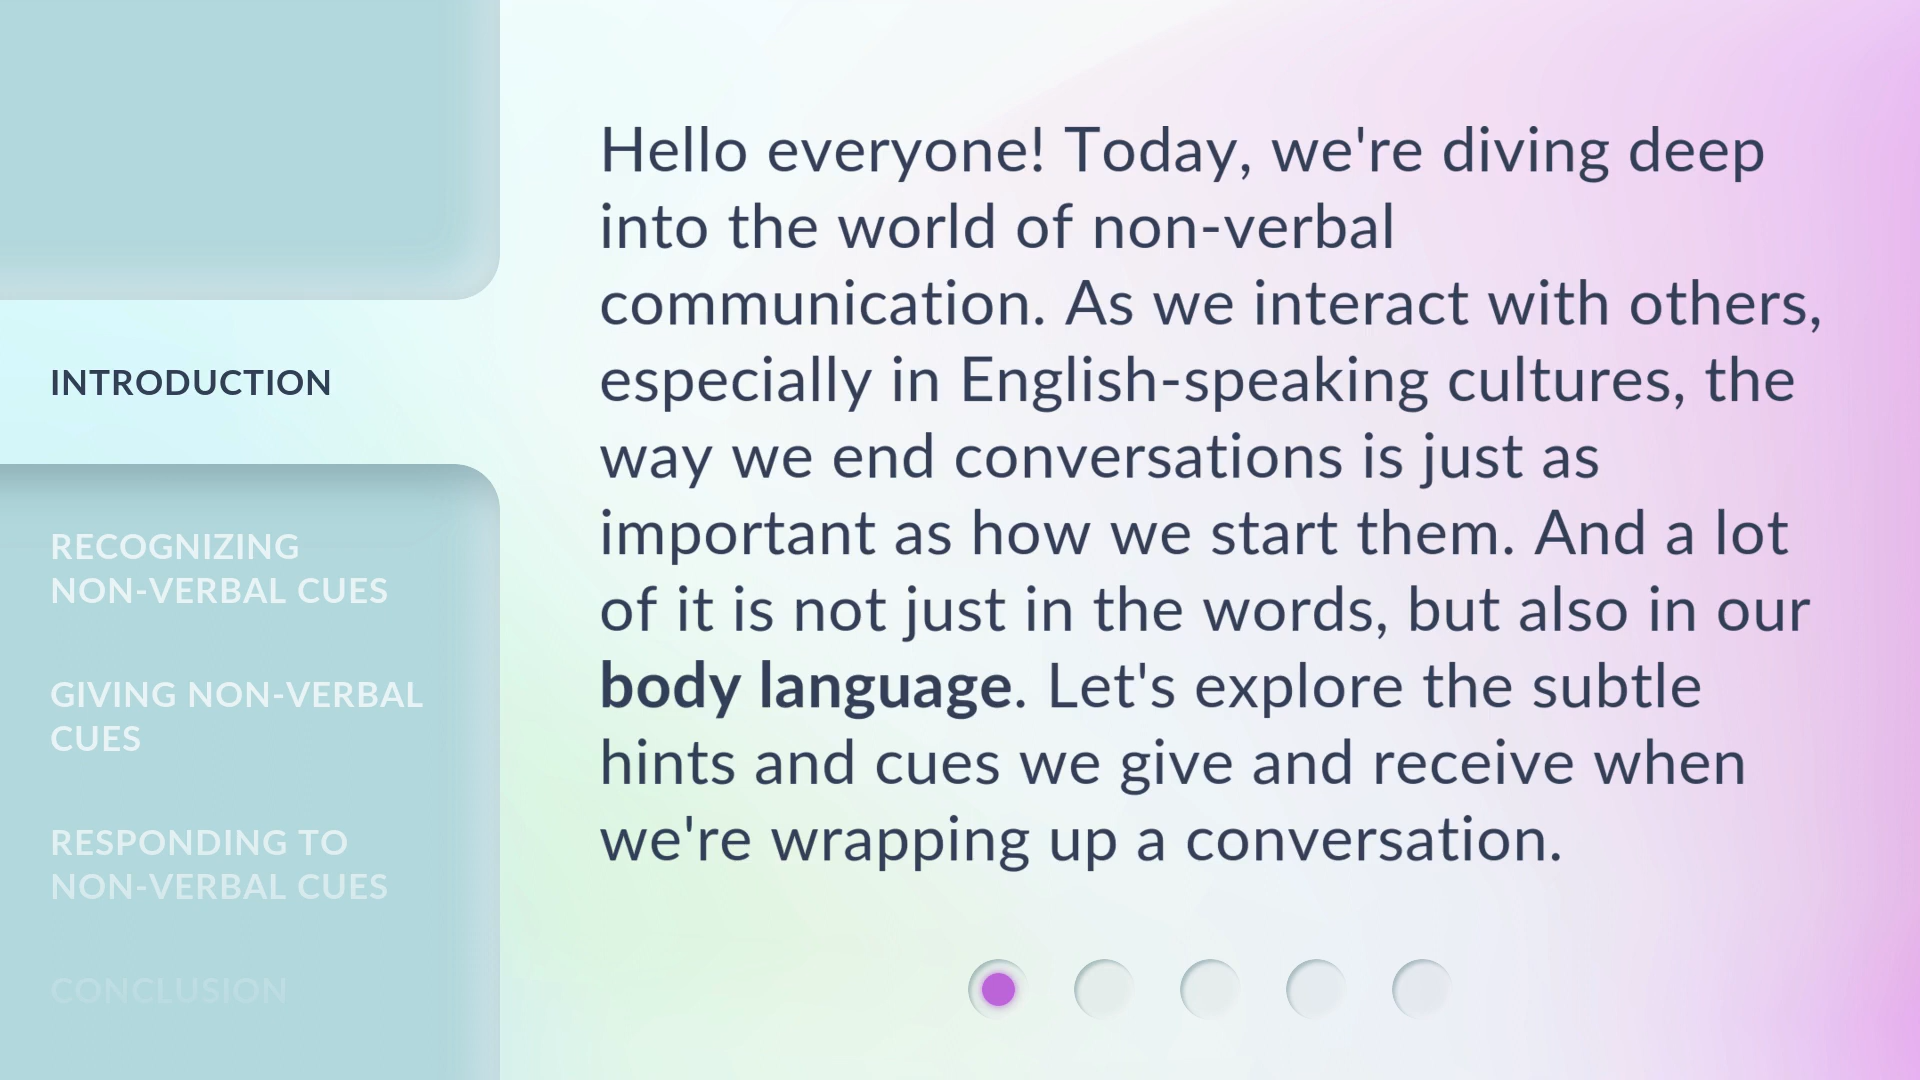 INTRODUCTION
RECOGNIZING
NON-VERBAL CUES
GIVING NON-VERBAL
CUES
RESPONDING TO
NON-VERBAL CUES
CONCLUSION
Hello everyone! Today, we're diving deep
into the world of non-verbal
communication. As we interact with others,
especially in English-speaking cultures, the
way we end conversations is just as
important as how we start them. And a lot
of it is not just in the words, but also in our
body language. Let's explore the subtle
hints and cues we give and receive when
we're wrapping up a conversation.